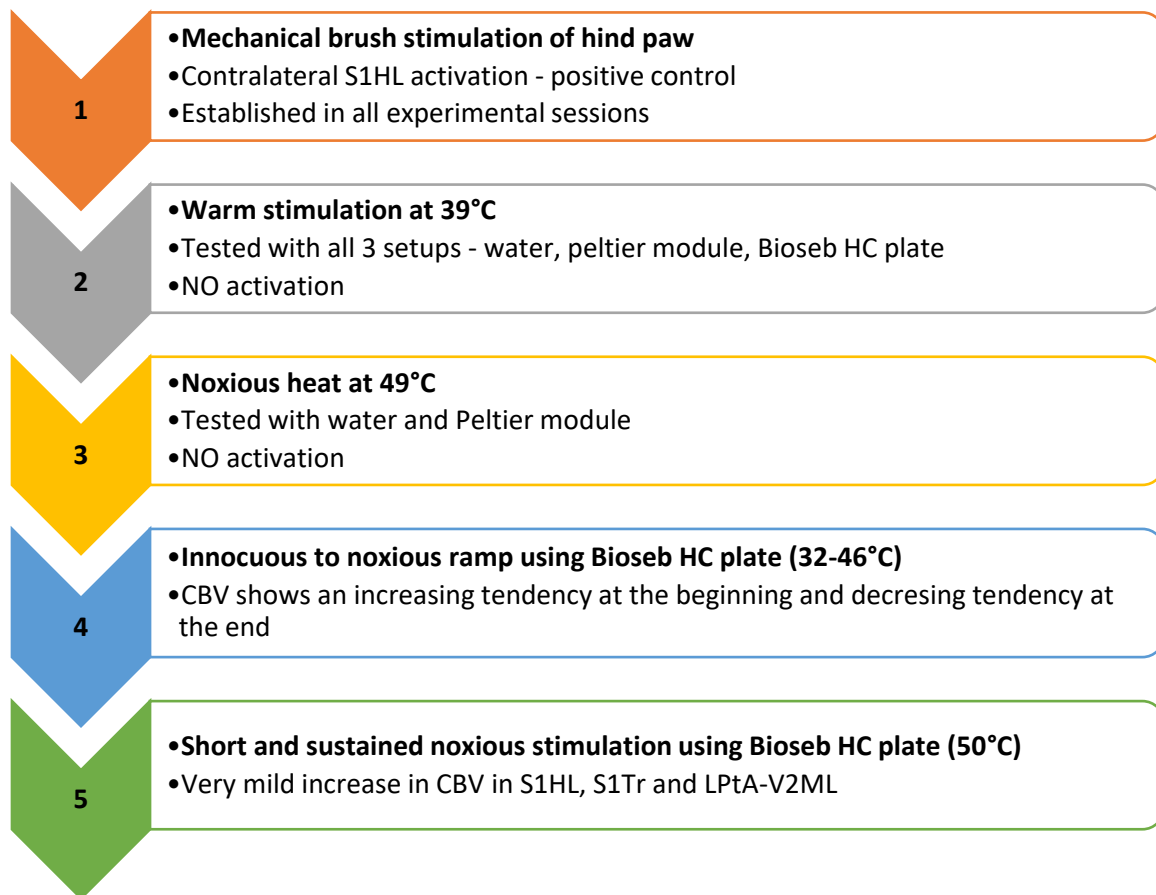 1
•Mechanical brush stimulation of hind paw
•Contralateral S1HL activation - positive control
•Established in all experimental sessions
2
•Warm stimulation at 39°C
•Tested with all 3 setups - water, peltier module, Bioseb HC plate
•NO activation
3
•Noxious heat at 49°C
•Tested with water and Peltier module
•NO activation
4
•Innocuous to noxious ramp using Bioseb HC plate (32-46°C)
•CBV shows an increasing tendency at the beginning and decresing tendency at
the end
5
•Short and sustained noxious stimulation using Bioseb HC plate (50°C)
•Very mild increase in CBV in S1HL, S1Tr and LPtA-V2ML